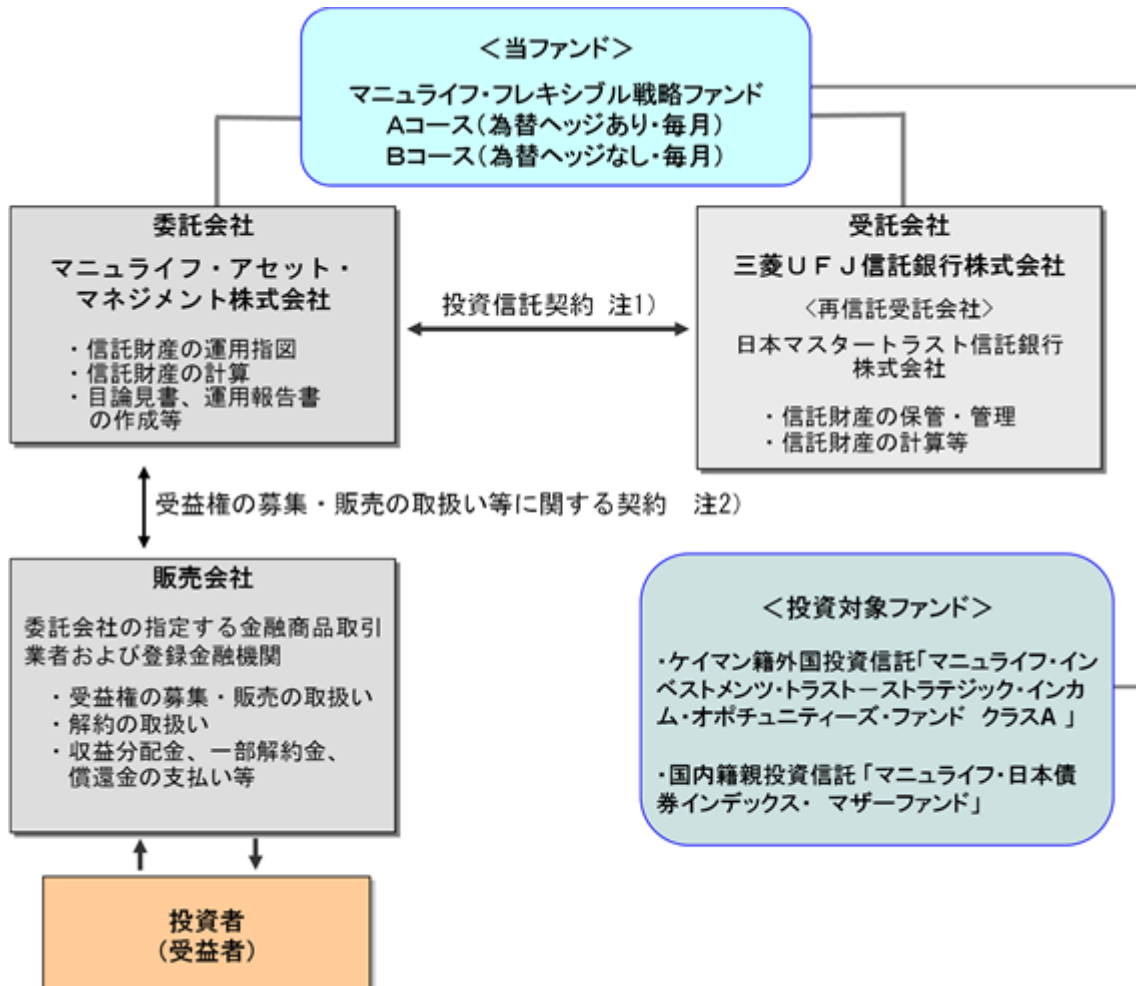 ＜当ファンド＞
マニュライフ・フレキシブル戦略ファンド
Ａコース（為替ヘッジあり・毎月）
Ｂコース（為替ヘッジなし・毎月）
委託会社
マニュライフ・アセット・
マネジメント株式会社
・信託財産の運用指図
・信託財産の計算
・目論見書、運用報告書
の作成等
投資信託契約 注1)
受託会社
三菱ＵＦＪ信託銀行株式会社
〈再信託受託会社〉
日本マスタートラスト信託銀行
株式会社
・信託財産の保管・管理
・信託財産の計算等
受益権の募集・販売の取扱い等に関する契約　注2)
販売会社
委託会社の指定する金融商品取引
業者および登録金融機関
・受益権の募集・販売の取扱い
・解約の取扱い
・収益分配金、一部解約金、
償還金の支払い等
＜投資対象ファンド＞
・ケイマン籍外国投資信託「マニュライフ・イン
ベストメンツ・トラスト－ストラテジック・インカ
ム・オポチュニティーズ・ファンド クラスＡ 」
・国内籍親投資信託 「マニュライフ・日本債
券インデックス・ マザーファンド」
投資者
（受益者）